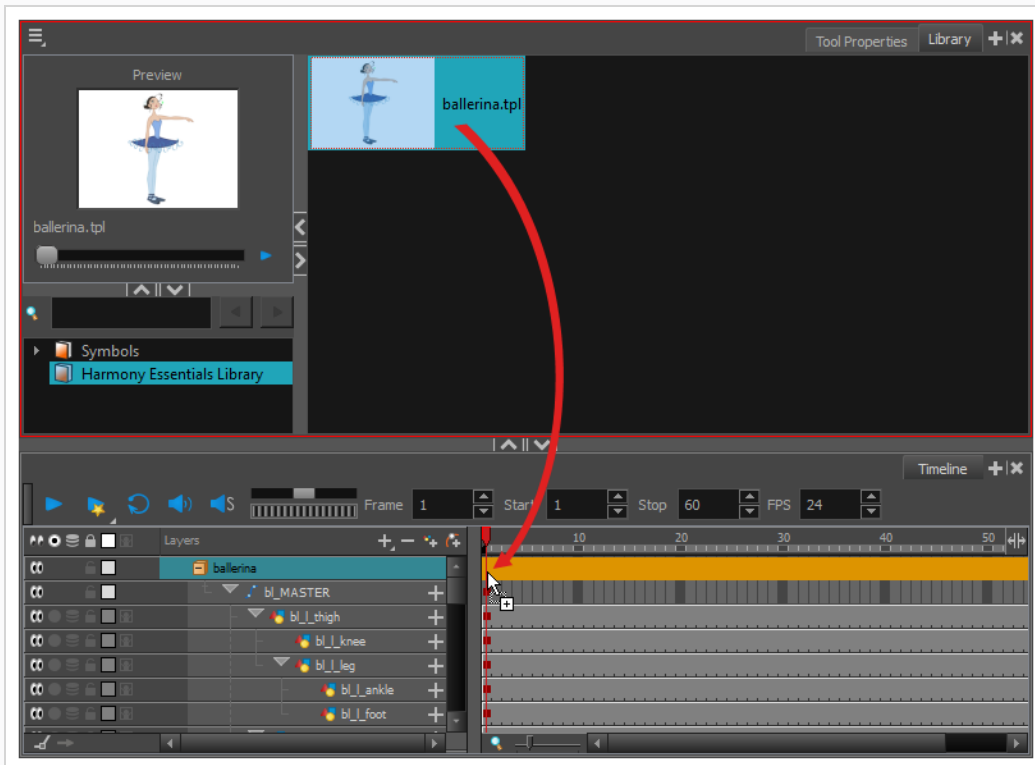 Tool Properties Library
Preview
ballerina.tpl
ballerina.tpl
Symbols
Harmony Essentials Library
Timeline
S Frame 1 Start 1 Stop 60 FPS 24
Layers 10 20 30 40 50
ballerina
bl_MASTER
bl_l_thigh
bl_l_knee
bl_l_leg
bl_l_ankle
bl_l_foot